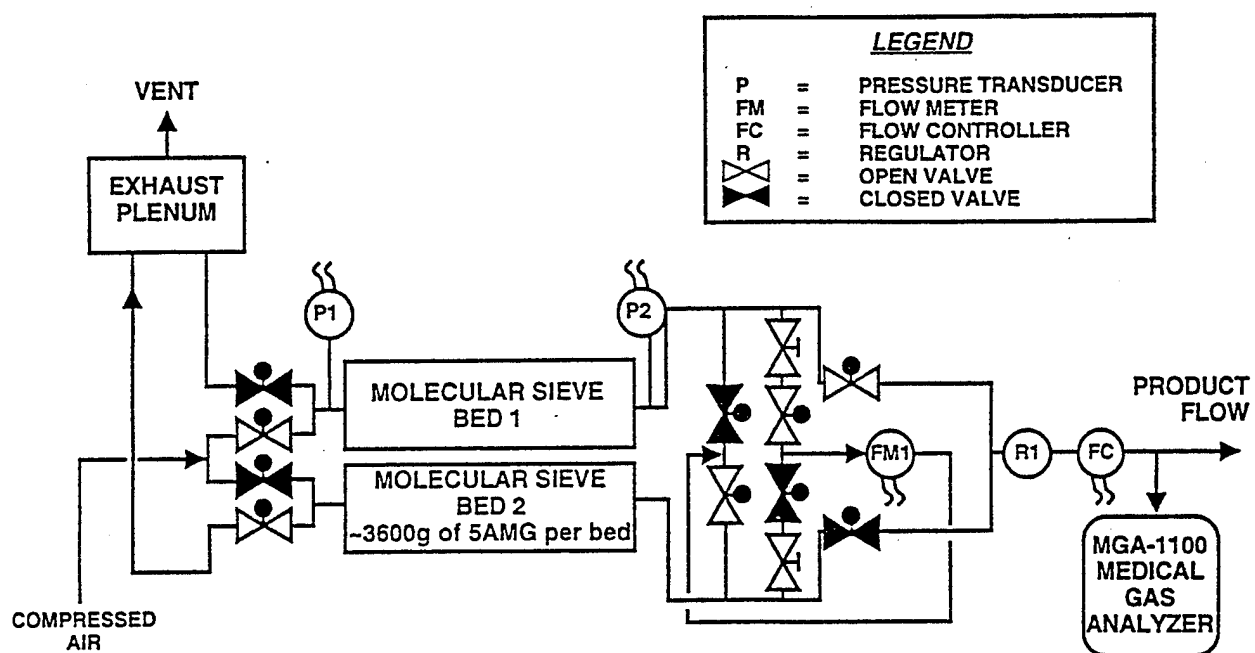 LEGEND
P = PRESSURE TRANSDUCER
FM = FLOW METER
FC = FLOW CONTROLLER
R = REGULATOR
= OPEN VALVE
= CLOSED VALVE
VENT
EXHAUST
PLENUM
P1
P2
MOLECULAR SIEVE
BED 1
MOLECULAR SIEVE
BED 2
~3600g of 5AMG per bed
FM1
R1
FC
PRODUCT
FLOW
MGA-1100
MEDICAL
GAS
ANALYZER
COMPRESSED
AIR